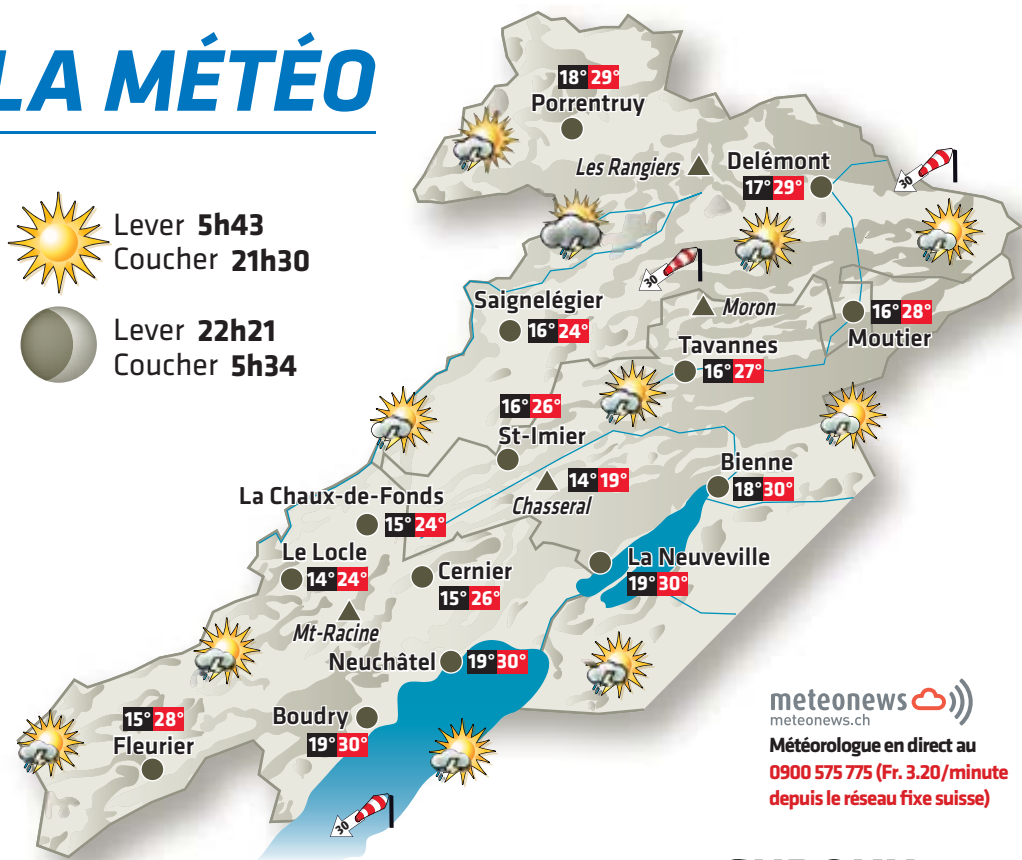 LA MÉTÉO
Lever 5h43
Coucher 21h30
Lever 22h21
Coucher 5h34
18° 29°
Porrentruy
Les Rangiers
Delémont
17° 29°
30
30
Saignelégier
16° 24°
Moron
16° 28°
Moutier
Tavannes
16° 27°
16° 26°
St-Imier
14° 19°
Chasseral
Bienne
18° 30°
La Chaux-de-Fonds
15° 24°
Le Locle
14° 24°
Cernier
15° 26°
La Neuveville
19° 30°
Mt-Racine
Neuchâtel 19° 30°
15° 28°
Fleurier
Boudry
19° 30°
30
meteonews
meteonews.ch
Météorologue en direct au
0900 575 775 (Fr. 3.20/minute
depuis le réseau fixe suisse)